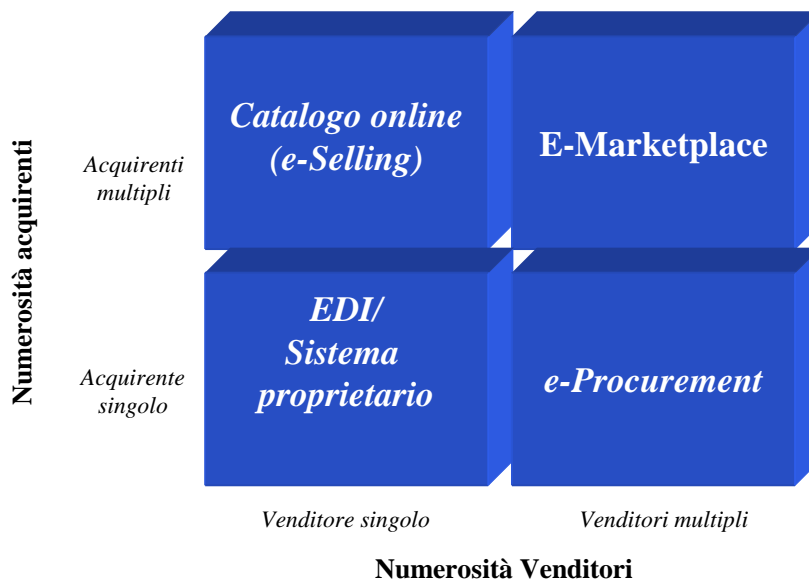 Numerosità acquirenti
Acquirenti
multipli
Catalogo online
(e-Selling)
E-Marketplace
Acquirente
singolo
EDI/
Sistema
proprietario
e-Procurement
Venditore singolo
Venditori multipli
Numerosità Venditori